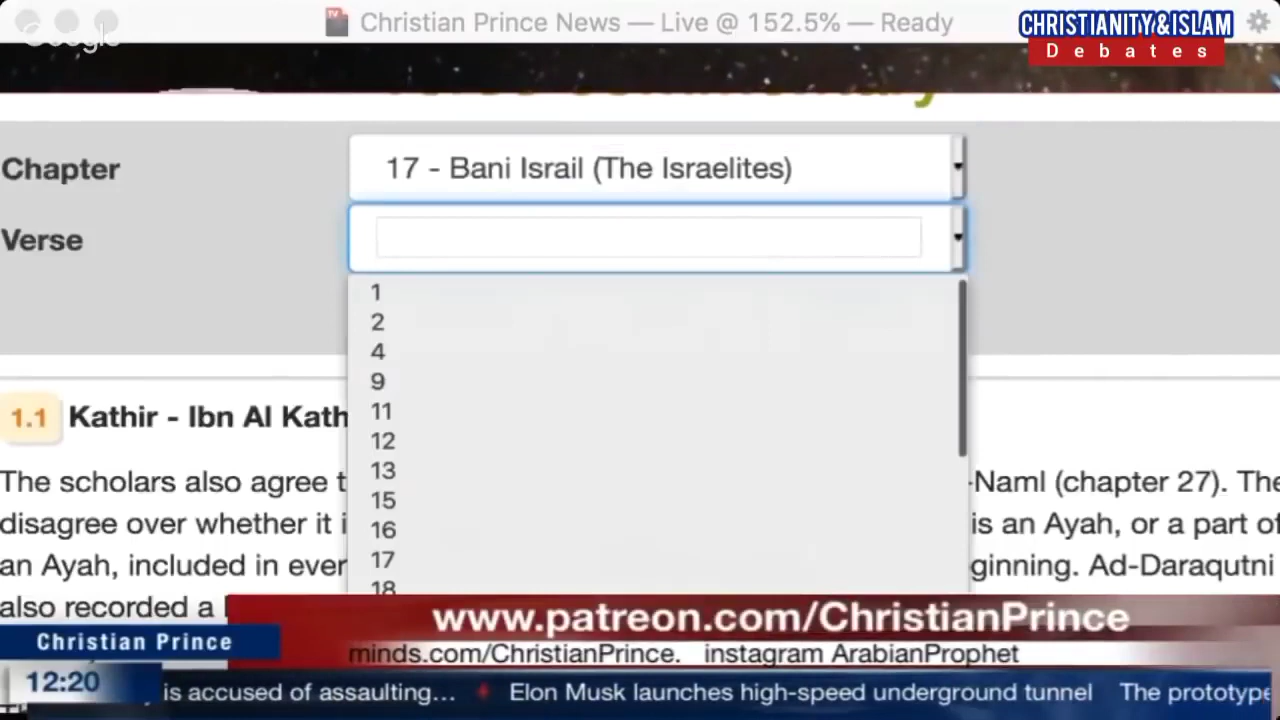 Christian Prince News — Live @ 152.5% — Ready
CHRISTIANITY & ISLAM
Debates
Google
Chapter
17 - Bani Israil (The Israelites)
Verse
1
2
4
9
11
12
13
15
16
17
18
1.1 Kathir - Ibn Al Kath
The scholars also agree t
-Naml (chapter 27). The
disagree over whether it i
is an Ayah, or a part of
an Ayah, included in ever
ginning. Ad-Daraqutni
also recorded a
www.patreon.com/ChristianPrince
Christian Prince
minds.com/ChristianPrince. instagram ArabianProphet
12:20
is accused of assaulting... Elon Musk launches high-speed underground tunnel The prototype